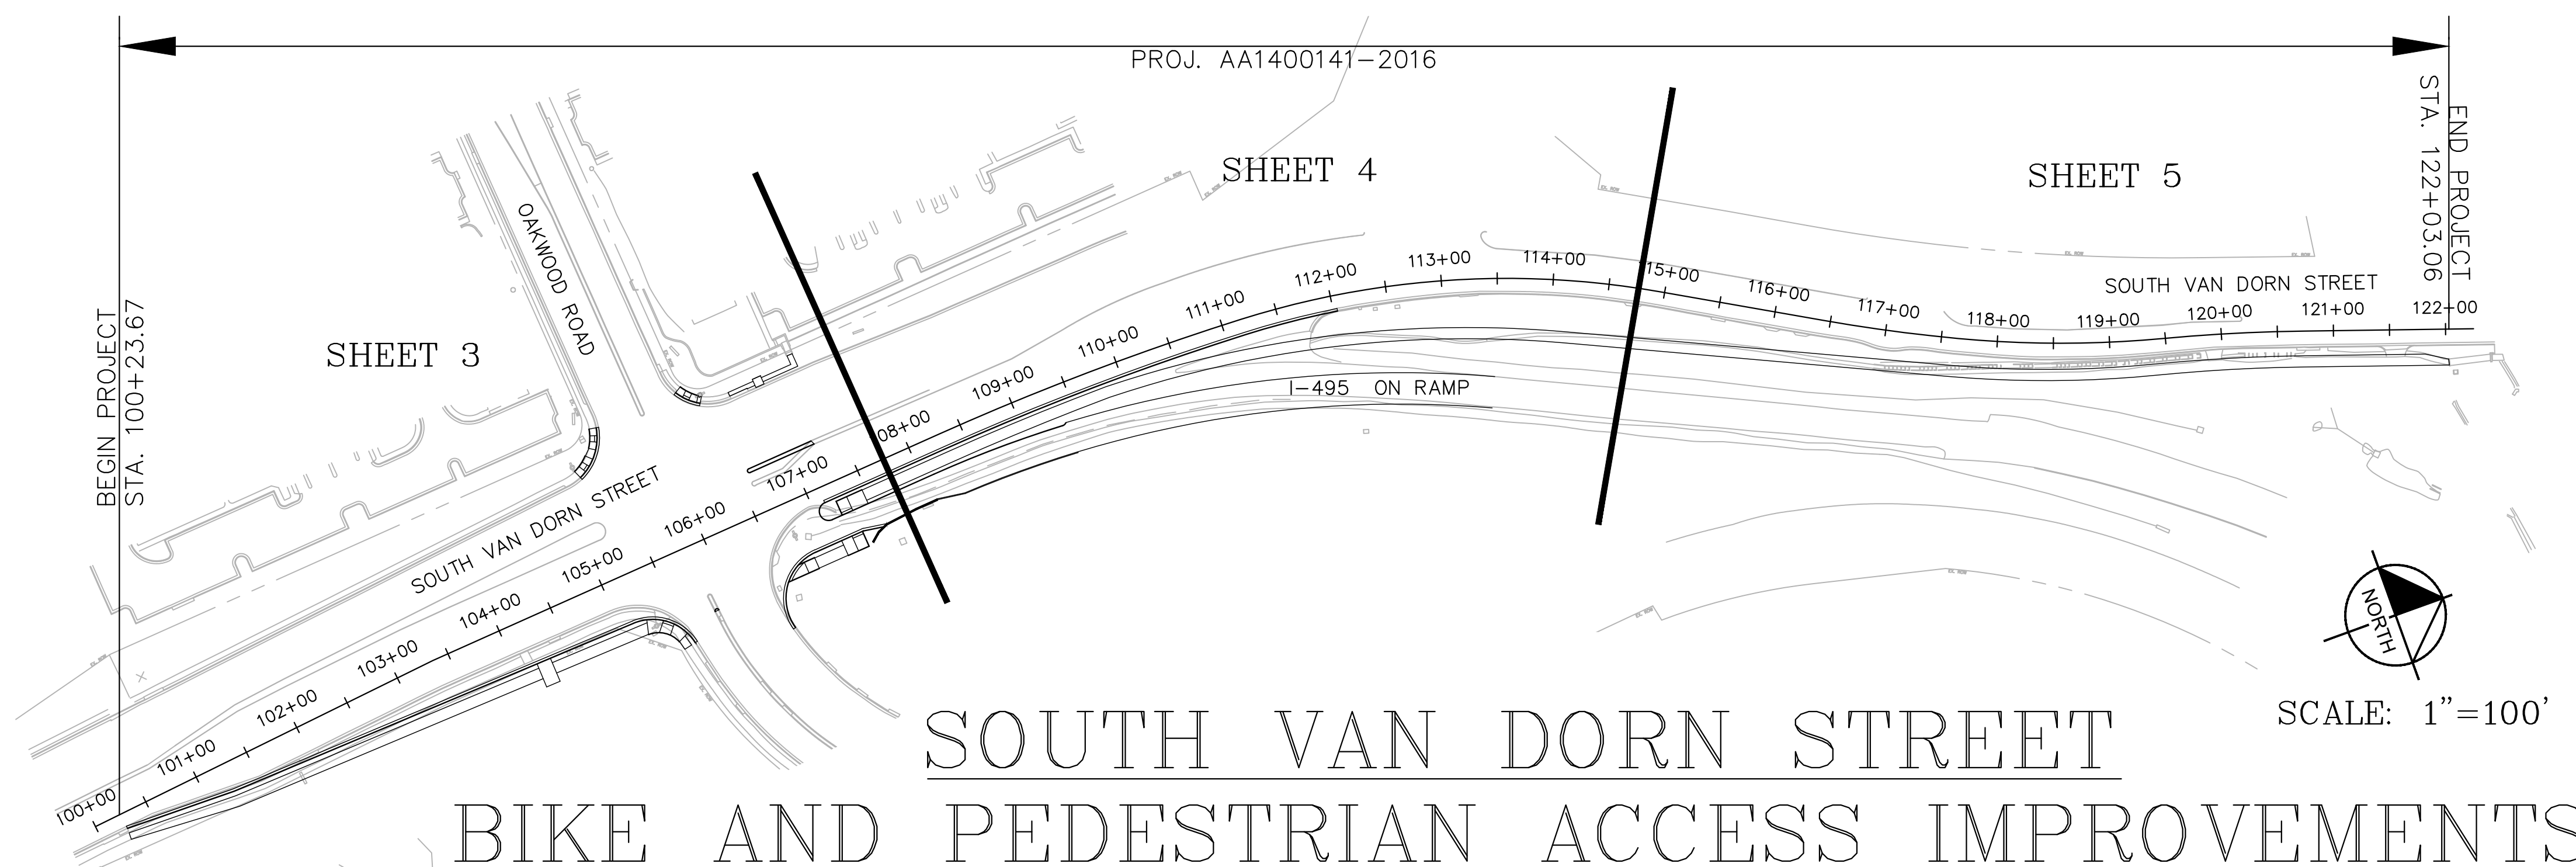 PROJ. AA1400141-2016
BEGIN PROJECT
STA. 100+23.67
STA. 122+03.06
END PROJECT
SHEET 3
SHEET 4
SHEET 5
OAKWOOD ROAD
SOUTH VAN DORN STREET
SOUTH VAN DORN STREET
I-495 ON RAMP
100+00
101+00
102+00
103+00
104+00
105+00
106+00
107+00
08+00
109+00
110+00
111+00
112+00
113+00
114+00
15+00
116+00
117+00
118+00
119+00
120+00
121+00
122+00
NORTH
SCALE: 1"=100'
SOUTH VAN DORN STREET
BIKE AND PEDESTRIAN ACCESS IMPROVEMENTS